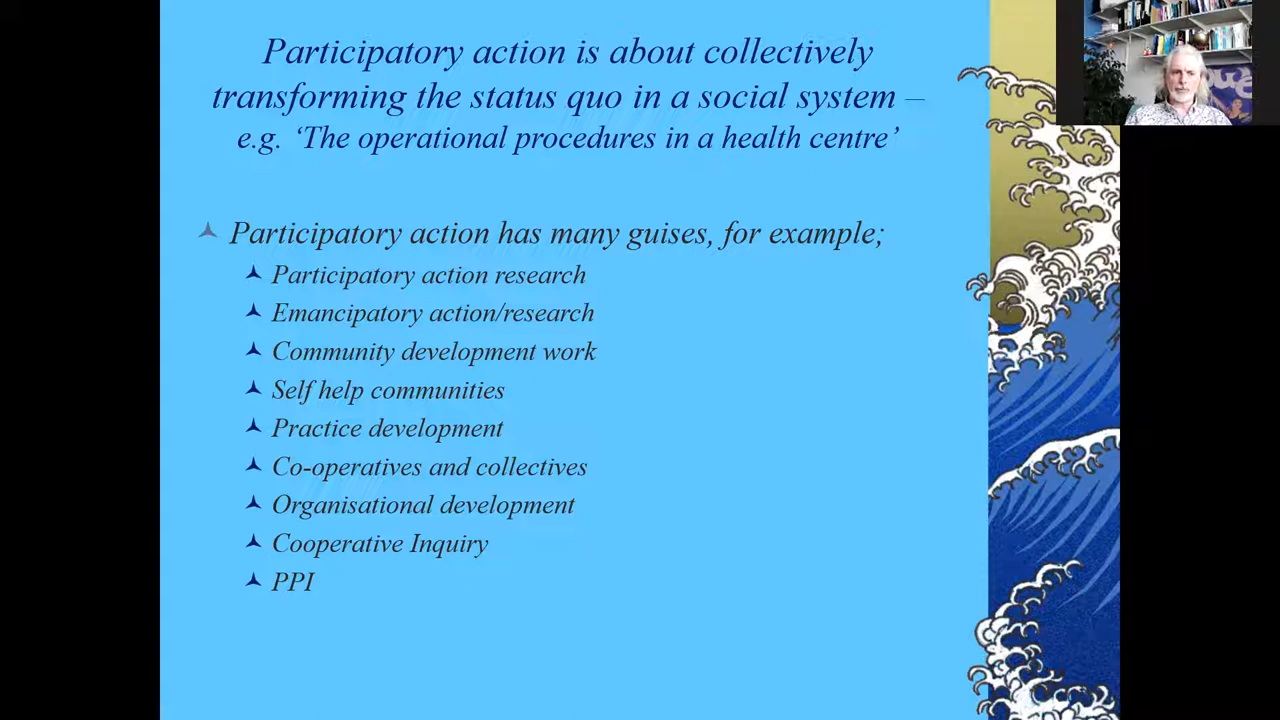 Participatory action is about collectively
transforming the status quo in a social system –
e.g. ‘The operational procedures in a health centre’
Participatory action has many guises, for example;
Participatory action research
Emancipatory action/research
Community development work
Self help communities
Practice development
Co-operatives and collectives
Organisational development
Cooperative Inquiry
PPI